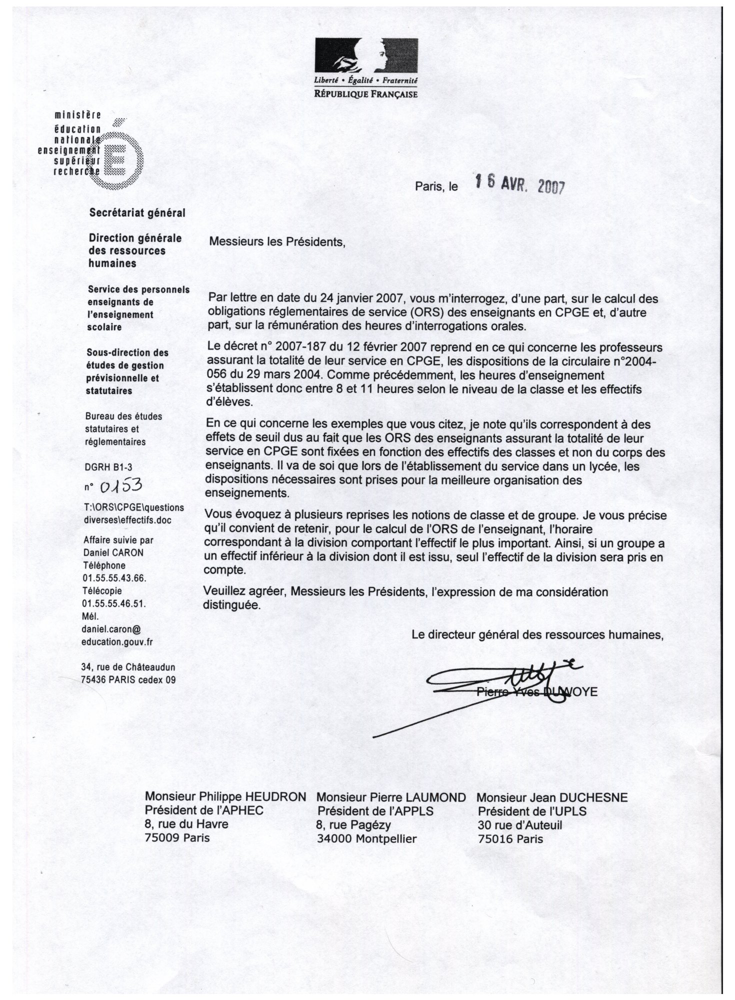 Liberté • Égalité • Fraternité
RÉPUBLIQUE FRANÇAISE
ministère
éducation
nationale
enseignement
supérieur
recherche
É
Paris, le 16 AVR. 2007
Secrétariat général
Direction générale
des ressources
humaines
Service des personnels
enseignants de
l'enseignement
scolaire
Sous-direction des
études de gestion
prévisionnelle et
statutaires
Bureau des études
statutaires et
réglementaires
DGRH B1-3
n° 0153
T:\ORS\CPGE\questions
diverses\effectifs.doc
Affaire suivie par
Daniel CARON
Téléphone
01.55.55.43.66.
Télécopie
01.55.55.46.51.
Mél.
daniel.caron@
education.gouv.fr
34, rue de Châteaudun
75436 PARIS cedex 09
Messieurs les Présidents,
Par lettre en date du 24 janvier 2007, vous m'interrogez, d'une part, sur le calcul des
obligations réglementaires de service (ORS) des enseignants en CPGE et, d'autre
part, sur la rémunération des heures d'interrogations orales.
Le décret n° 2007-187 du 12 février 2007 reprend en ce qui concerne les professeurs
assurant la totalité de leur service en CPGE, les dispositions de la circulaire n°2004-
056 du 29 mars 2004. Comme précédemment, les heures d'enseignement
s'établissent donc entre 8 et 11 heures selon le niveau de la classe et les effectifs
d'élèves.
En ce qui concerne les exemples que vous citez, je note qu'ils correspondent à des
effets de seuil dus au fait que les ORS des enseignants assurant la totalité de leur
service en CPGE sont fixées en fonction des effectifs des classes et non du corps des
enseignants. Il va de soi que lors de l'établissement du service dans un lycée, les
dispositions nécessaires sont prises pour la meilleure organisation des
enseignements.
Vous évoquez à plusieurs reprises les notions de classe et de groupe. Je vous précise
qu'il convient de retenir, pour le calcul de l'ORS de l'enseignant, l'horaire
correspondant à la division comportant l'effectif le plus important. Ainsi, si un groupe a
un effectif inférieur à la division dont il est issu, seul l'effectif de la division sera pris en
compte.
Veuillez agréer, Messieurs les Présidents, l'expression de ma considération
distinguée.
Le directeur général des ressources humaines,
Pierre-Yves DUWOYE
Monsieur Philippe HEUDRON
Président de l'APHEC
8, rue du Havre
75009 Paris
Monsieur Pierre LAUMOND
Président de l'APPLS
8, rue Pagézy
34000 Montpellier
Monsieur Jean DUCHESNE
Président de l'UPLS
30 rue d'Auteuil
75016 Paris